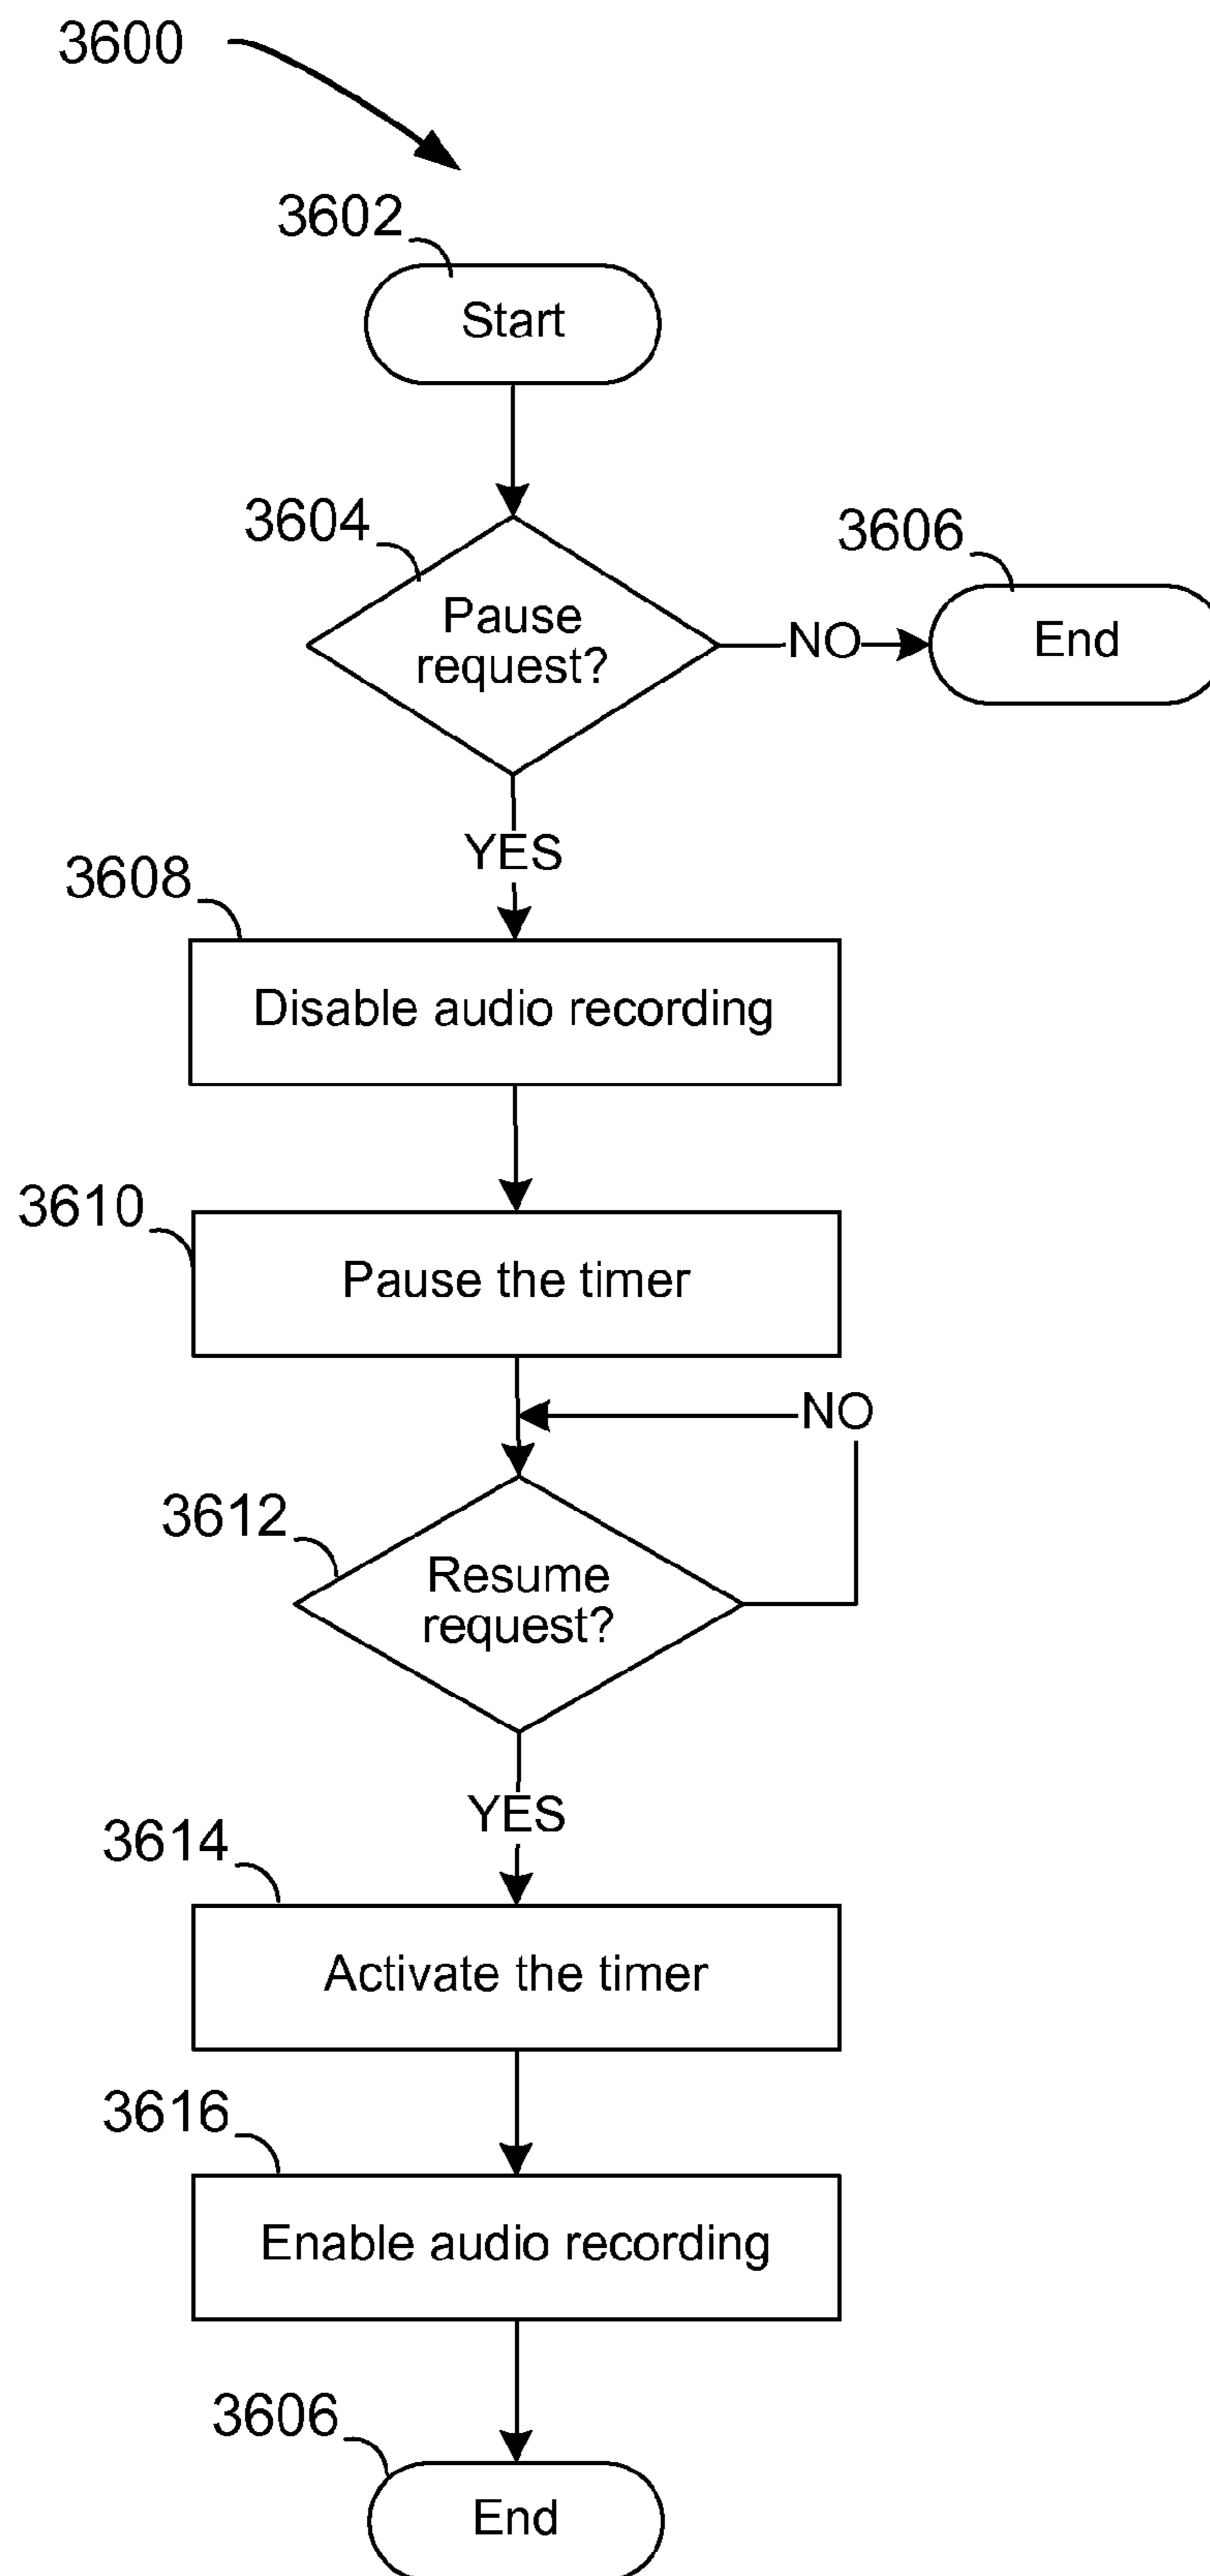 3600
3602
Start
3604
3606
Pause
request?
NO
End
YES
3608
Disable audio recording
3610
Pause the timer
NO
3612
Resume
request?
YES
3614
Activate the timer
3616
Enable audio recording
3606
End